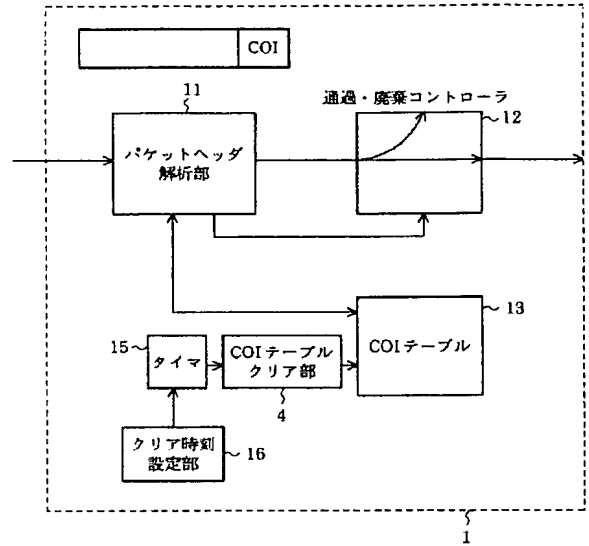 COI
11
パケットヘッダ
解析部
通過・廃棄コントローラ
12
13
COIテーブル
15
タイマ
COIテーブル
クリア部
4
クリア時刻
設定部
16
1